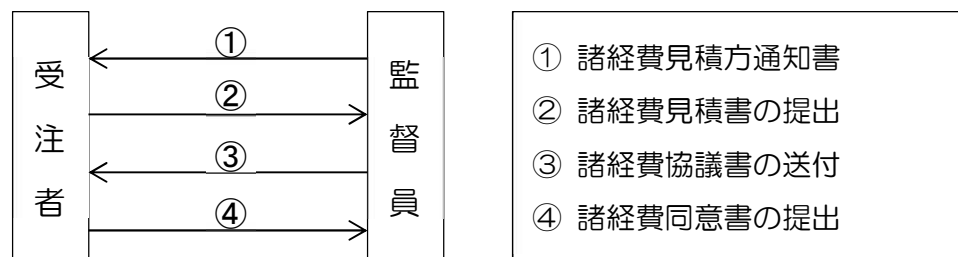 受注者
①
②
③
④
監督員
① 諸経費見積方通知書
② 諸経費見積書の提出
③ 諸経費協議書の送付
④ 諸経費同意書の提出